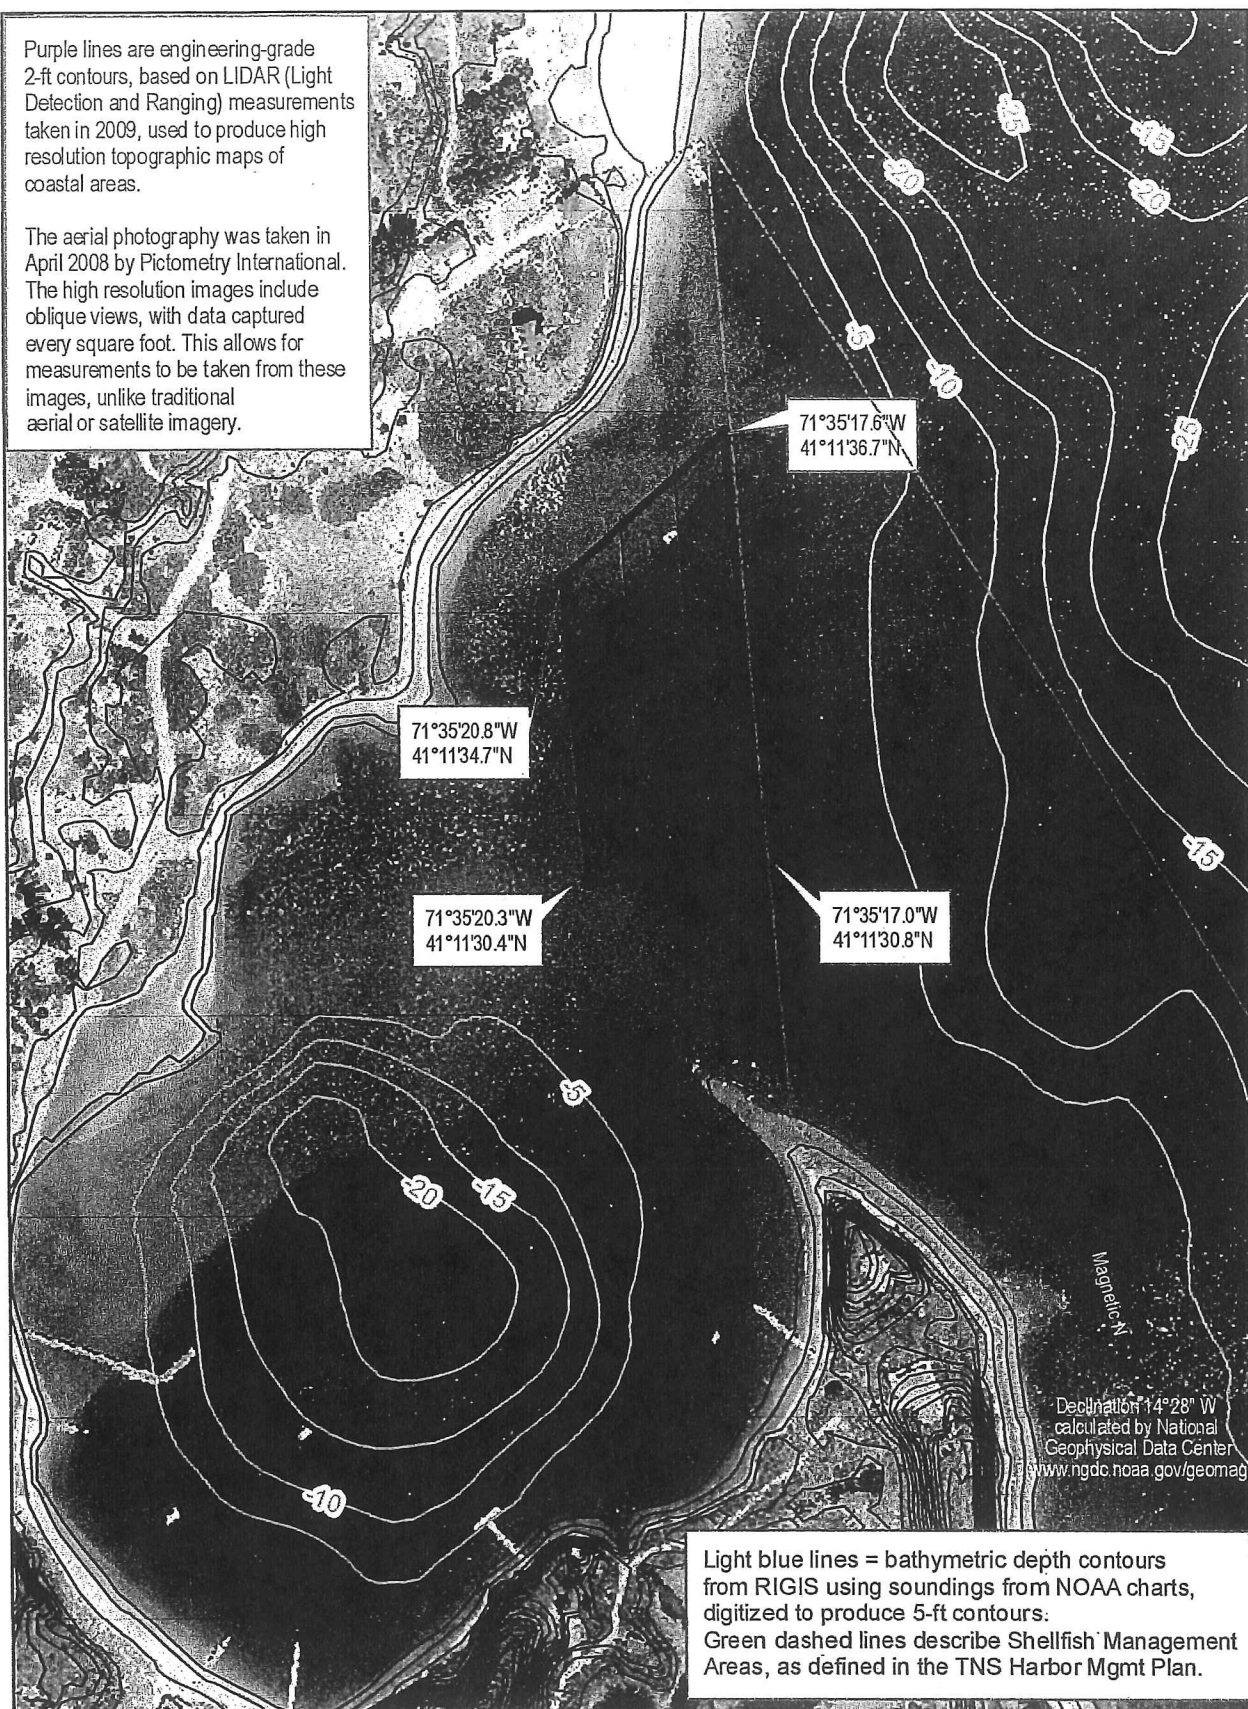 Purple lines are engineering-grade
2-ft contours, based on LIDAR (Light
Detection and Ranging) measurements
taken in 2009, used to produce high
resolution topographic maps of
coastal areas.
The aerial photography was taken in
April 2008 by Pictometry International.
The high resolution images include
oblique views, with data captured
every square foot. This allows for
measurements to be taken from these
images, unlike traditional
aerial or satellite imagery.
-25
-15
-20
-20
-5
-10
-25
71°35'17.6"W
41°11'36.7"N
71°35'20.8"W
41°11'34.7"N
-15
71°35'20.3"W
41°11'30.4"N
71°35'17.0"W
41°11'30.8"N
-5
-20
-15
-10
Magnetic N
Declination 14°28" W
calculated by National
Geophysical Data Center
www.ngdc.noaa.gov/geomag
Light blue lines = bathymetric depth contours
from RIGIS using soundings from NOAA charts,
digitized to produce 5-ft contours.
Green dashed lines describe Shellfish Management
Areas, as defined in the TNS Harbor Mgmt Plan.